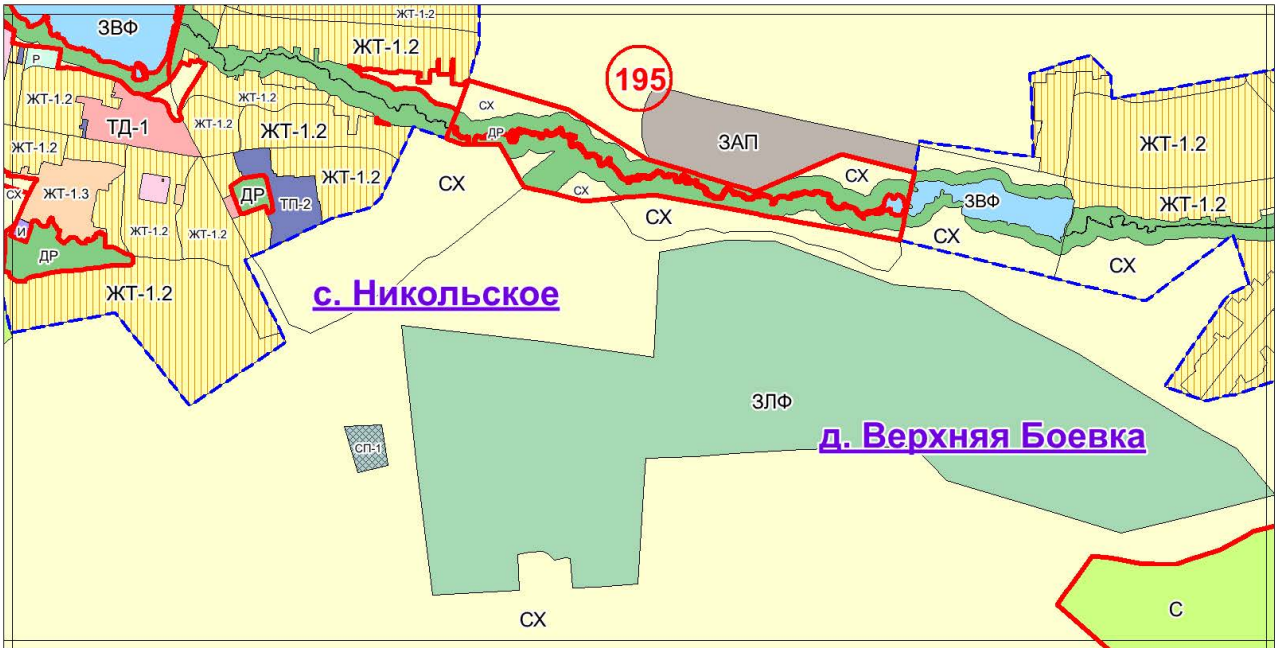 ЗВФ
ЖТ-1.2
ЖТ-1.2
Р
195
ЖТ-1.2
ЖТ-1.2
СХ
ТД-1
ЖТ-1.2
ЖТ-1.2
ДР
ЗАП
ЖТ-1.2
ЖТ-1.2
ЖТ-1.2
СХ
СХ
СХ
ЖТ-1.3
ДР
ТП-2
СХ
ЗВФ
ЖТ-1.2
СХ
И
ЖТ-1.2
ЖТ-1.2
СХ
ДР
СХ
ЖТ-1.2
с. Никольское
ЗЛФ
д. Верхняя Боевка
СП-1
С
СХ